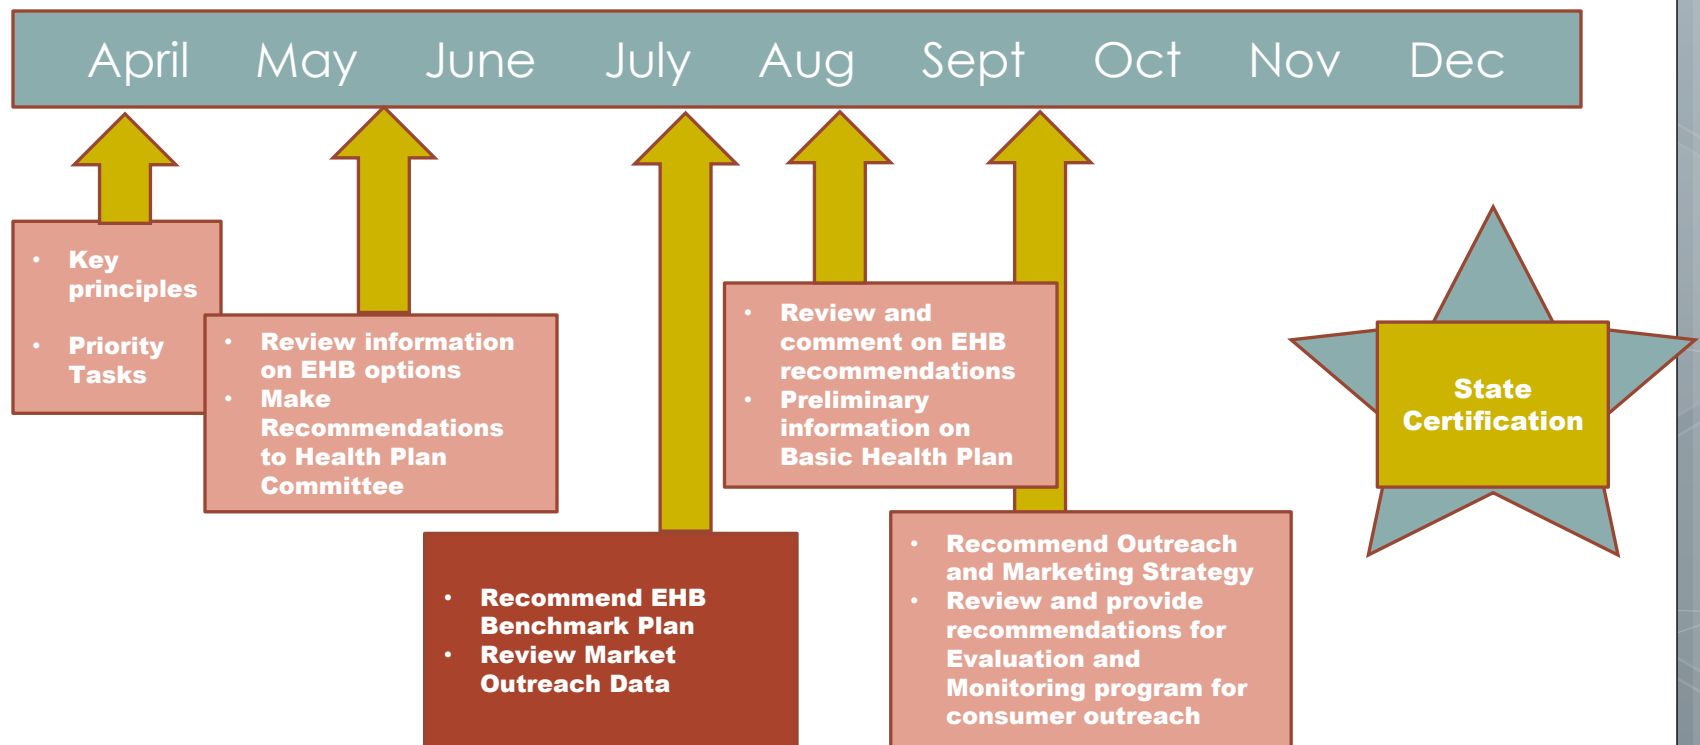 April May June July Aug Sept Oct Nov Dec
• Key
principles
• Priority
Tasks
• Review information
on EHB options
• Make
Recommendations
to Health Plan
Committee
• Recommend EHB
Benchmark Plan
• Review Market
Outreach Data
• Review and
comment on EHB
recommendations
• Preliminary
information on
Basic Health Plan
• Recommend Outreach
and Marketing Strategy
• Review and provide
recommendations for
Evaluation and
Monitoring program for
consumer outreach
State
Certification